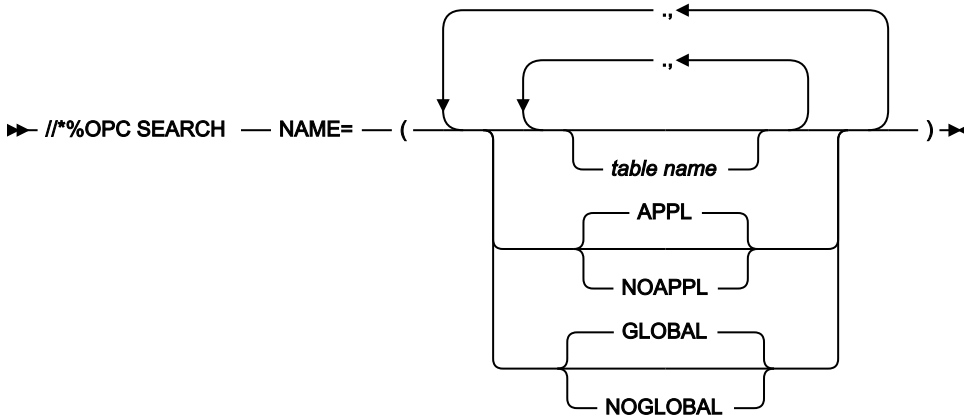 .,
.,
//*%OPC SEARCH NAME= ( )
table name
APPL
NOAPPL
GLOBAL
NOGLOBAL